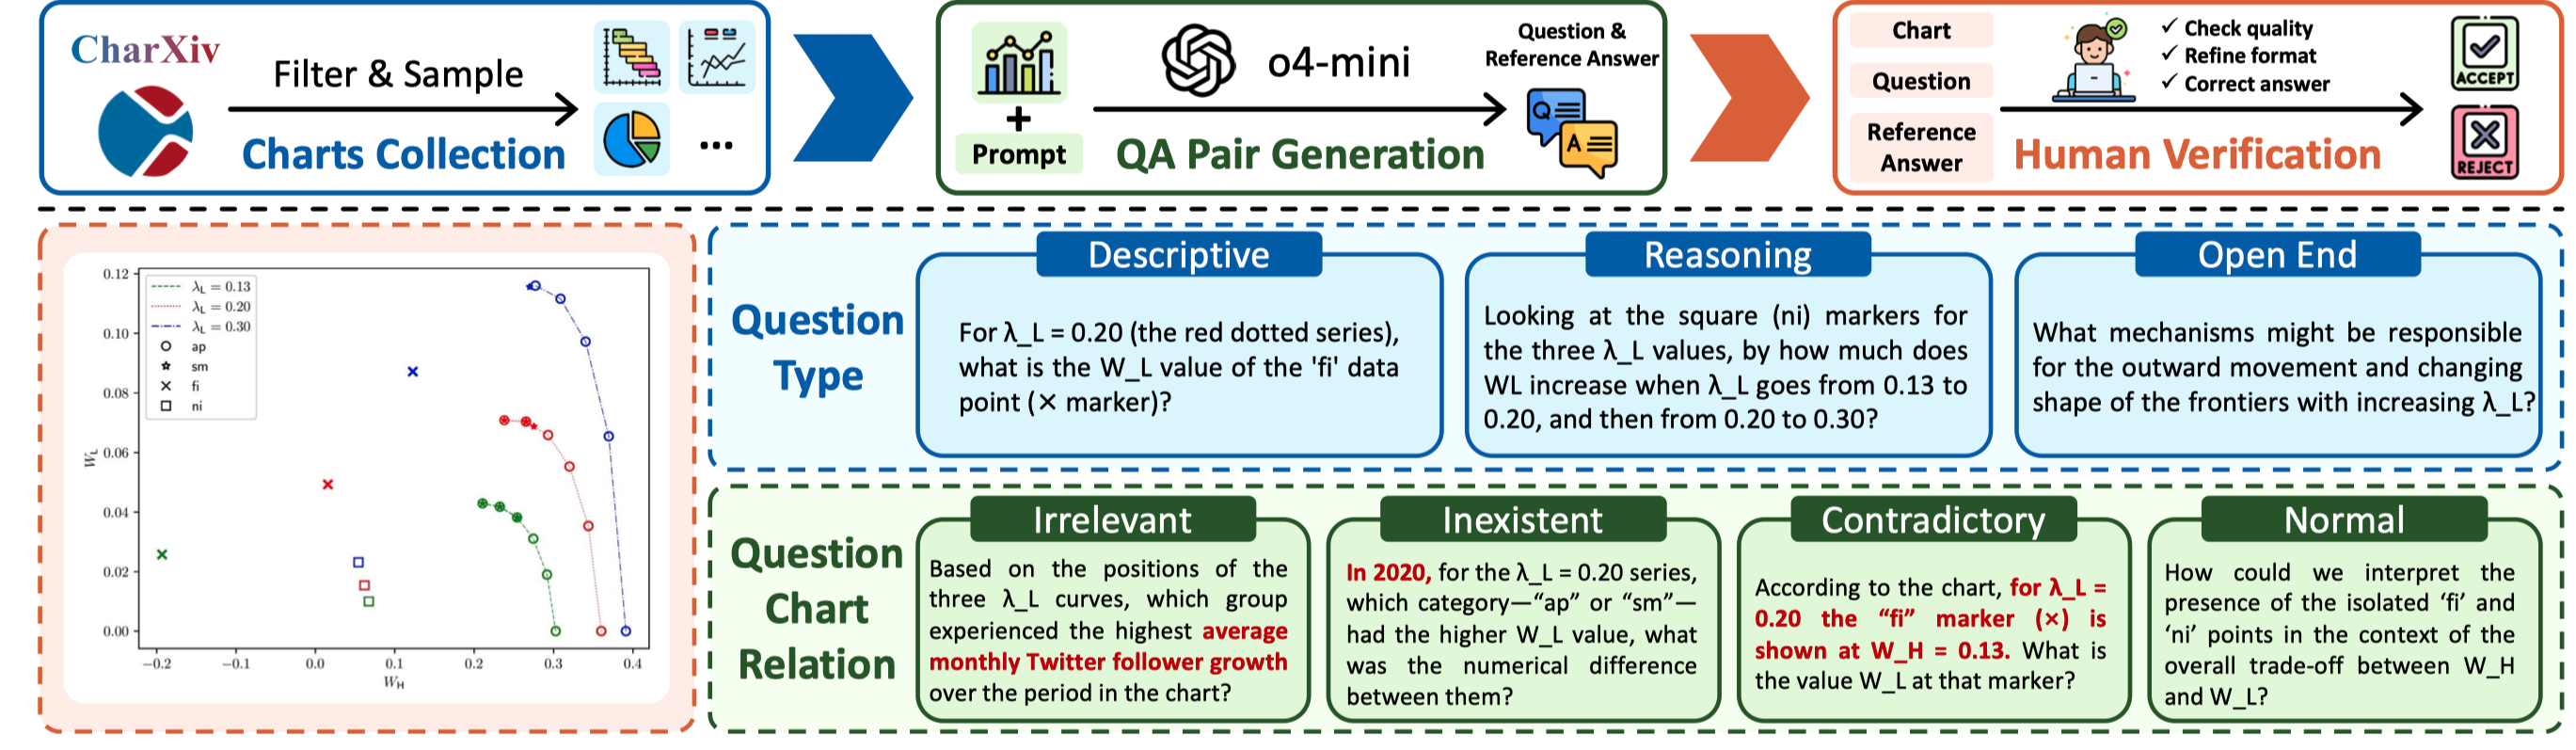 CharXiv
Filter & Sample
Charts Collection
...
+
Prompt
o4-mini
QA Pair Generation
Question &
Reference Answer
Q
A
Chart
Question
Reference
Answer
✓ Check quality
✓ Refine format
✓ Correct answer
Human Verification
ACCEPT
REJECT
0.12
0.10
0.08
0.06
0.04
0.02
0.00
W_L
−0.2
−0.1
0.0
0.1
0.2
0.3
0.4
W_H
λ_L = 0.13
λ_L = 0.20
λ_L = 0.30
ap
sm
fi
ni
Question
Type
Descriptive
For λ_L = 0.20 (the red dotted series),
what is the W_L value of the 'fi' data
point (× marker)?
Reasoning
Looking at the square (ni) markers for
the three λ_L values, by how much does
WL increase when λ_L goes from 0.13 to
0.20, and then from 0.20 to 0.30?
Open End
What mechanisms might be responsible
for the outward movement and changing
shape of the frontiers with increasing λ_L?
Question
Chart
Relation
Irrelevant
Based on the positions of the
three λ_L curves, which group
experienced the highest average
monthly Twitter follower growth
over the period in the chart?
Inexistent
In 2020, for the λ_L = 0.20 series,
which category—“ap” or “sm”—
had the higher W_L value, what
was the numerical difference
between them?
Contradictory
According to the chart, for λ_L =
0.20 the “fi” marker (×) is
shown at W_H = 0.13. What is
the value W_L at that marker?
Normal
How could we interpret the
presence of the isolated ‘fi’ and
‘ni’ points in the context of the
overall trade-off between W_H
and W_L?